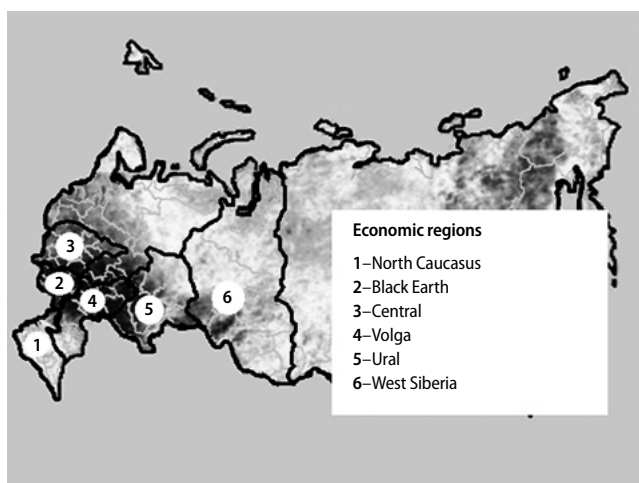 Economic regions
1–North Caucasus
2–Black Earth
3–Central
4–Volga
5–Ural
6–West Siberia
3
2
4
5
6
1